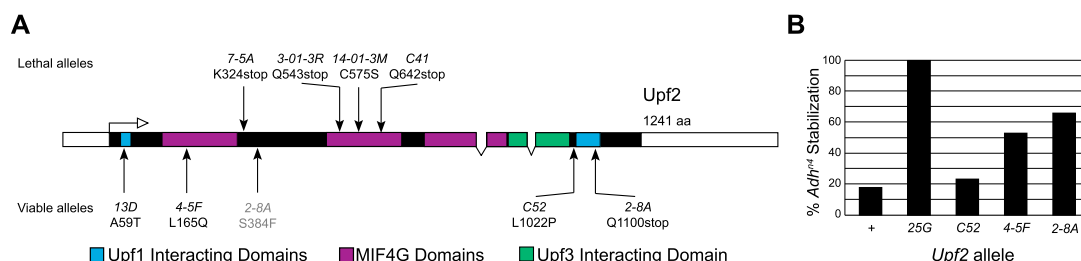 A
Lethal alleles
7-5A 3-01-3R 14-01-3M C41
K324stop Q543stop C575S Q642stop
Upf2
1241 aa
Viable alleles
13D 4-5F 2-8A C52 2-8A
A59T L165Q S384F L1022P Q1100stop
Upf1 Interacting Domains MIF4G Domains Upf3 Interacting Domain
B
% Adhⁿ⁴ Stabilization
100
80
60
40
20
0
+ 25G C52 4-5F 2-8A
Upf2 allele